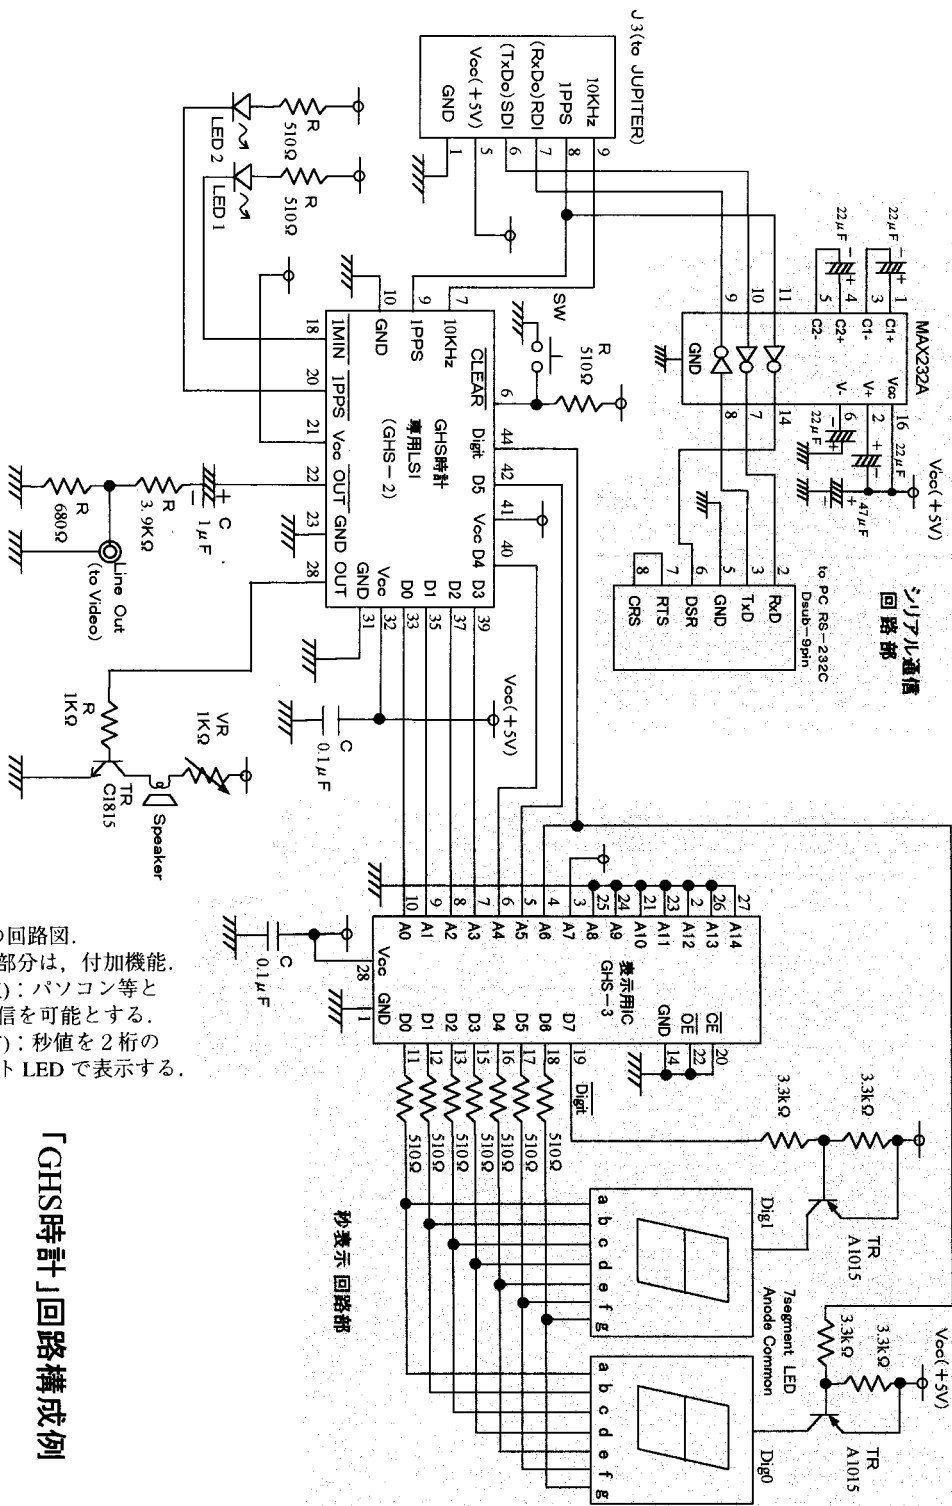 J3(to JUPITER)
10KHz
1PPS
(RxDo)RDI
(TxDo)SDI
Vcc(+5V)
GND
9
8
7
6
5
1
R
510Ω
LED 2
R
510Ω
LED 1
22μF
22μF
1
3
4
5
11
10
9
MAX232A
C1+
C1-
C2+
C2-
Vcc
V+
V-
GND
16
2
6
14
7
8
22μF
22μF
47μF
Vcc(+5V)
シリアル通信
回路部
to PC RS-232C
Dsub-9pin
2
3
5
6
7
8
RxD
TxD
GND
DSR
RTS
CRS
SW
R
510Ω
7
9
10
10KHz
1PPS
GND
CLEAR
6
Digit
44
D5
42
Vcc
41
D4
40
D3
39
D2
37
D1
35
D0
33
Vcc
32
GND
31
GHS時計
専用LSI
(GHS-2)
1MIN
18
1PPS
20
Vcc
21
OUT
22
GND
23
OUT
28
C
1μF
R
3.9KΩ
R
680Ω
Line Out
(to Video)
R
1KΩ
VR
1KΩ
TR
C1815
Speaker
C
0.1μF
Vcc(+5V)
27
26
2
23
21
24
25
3
4
5
6
7
8
9
10
A14
A13
A12
A11
A10
A9
A8
A7
A6
A5
A4
A3
A2
A1
A0
表示用IC
GHS-3
CE
OE
GND
20
22
14
Vcc
28
GND
1
C
0.1μF
D7
D6
D5
D4
D3
D2
D1
D0
19
18
17
16
15
13
12
11
Digit
510Ω
510Ω
510Ω
510Ω
510Ω
510Ω
510Ω
3.3kΩ
3.3kΩ
TR
A1015
Dig1
a b c d e f g
7segment LED
Anode Common
3.3kΩ
3.3kΩ
Vcc(+5V)
TR
A1015
Dig0
a b c d e f g
秒表示 回路部
の回路図.
部分は，付加機能.
)：パソコン等と
信を可能とする.
)：秒値を2桁の
ト LED で表示する.
「GHS時計」回路構成例